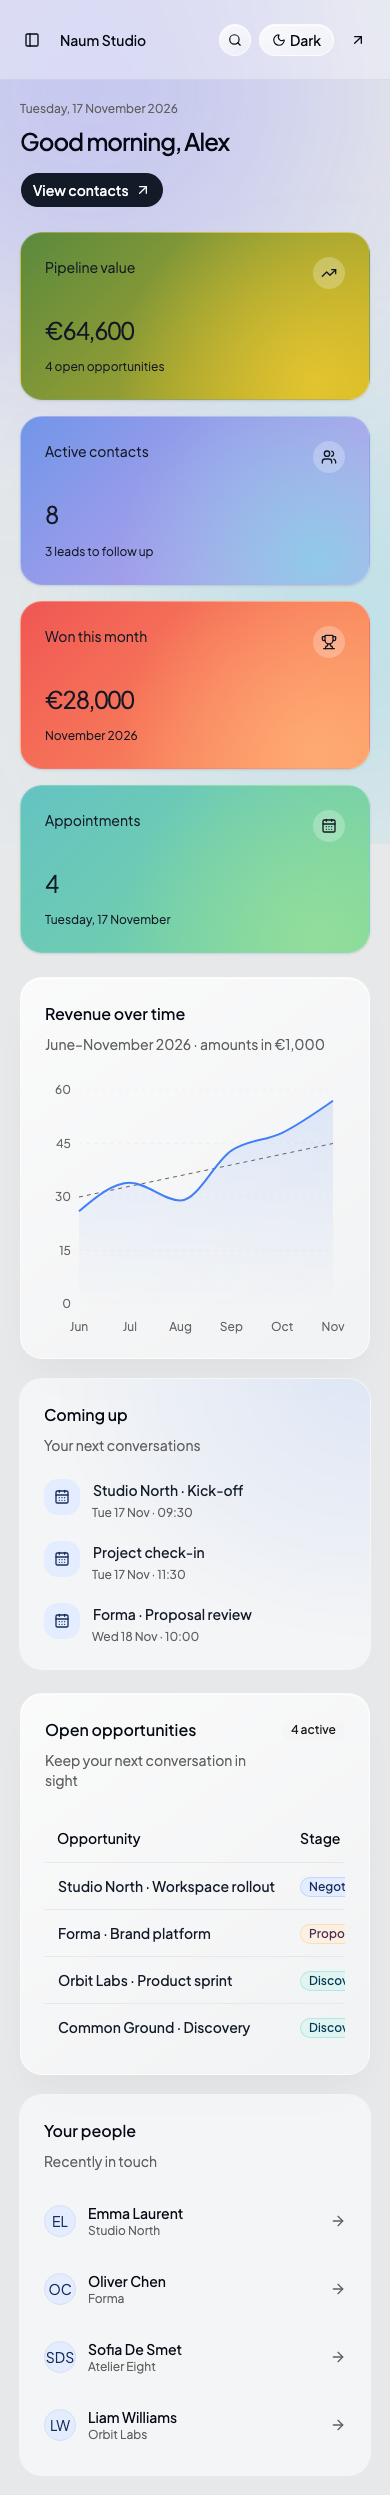 Naum Studio
Dark
Tuesday, 17 November 2026
Good morning, Alex
View contacts
Pipeline value
€64,600
4 open opportunities
Active contacts
8
3 leads to follow up
Won this month
€28,000
November 2026
Appointments
4
Tuesday, 17 November
Revenue over time
June–November 2026 · amounts in €1,000
60
45
30
15
0
Jun Jul Aug Sep Oct Nov
Coming up
Your next conversations
Studio North · Kick-off
Tue 17 Nov · 09:30
Project check-in
Tue 17 Nov · 11:30
Forma · Proposal review
Wed 18 Nov · 10:00
Open opportunities
4 active
Keep your next conversation in
sight
Opportunity Stage
Studio North · Workspace rollout Negot
Forma · Brand platform Propo
Orbit Labs · Product sprint Discov
Common Ground · Discovery Discov
Your people
Recently in touch
EL Emma Laurent
Studio North
OC Oliver Chen
Forma
SDS Sofia De Smet
Atelier Eight
LW Liam Williams
Orbit Labs